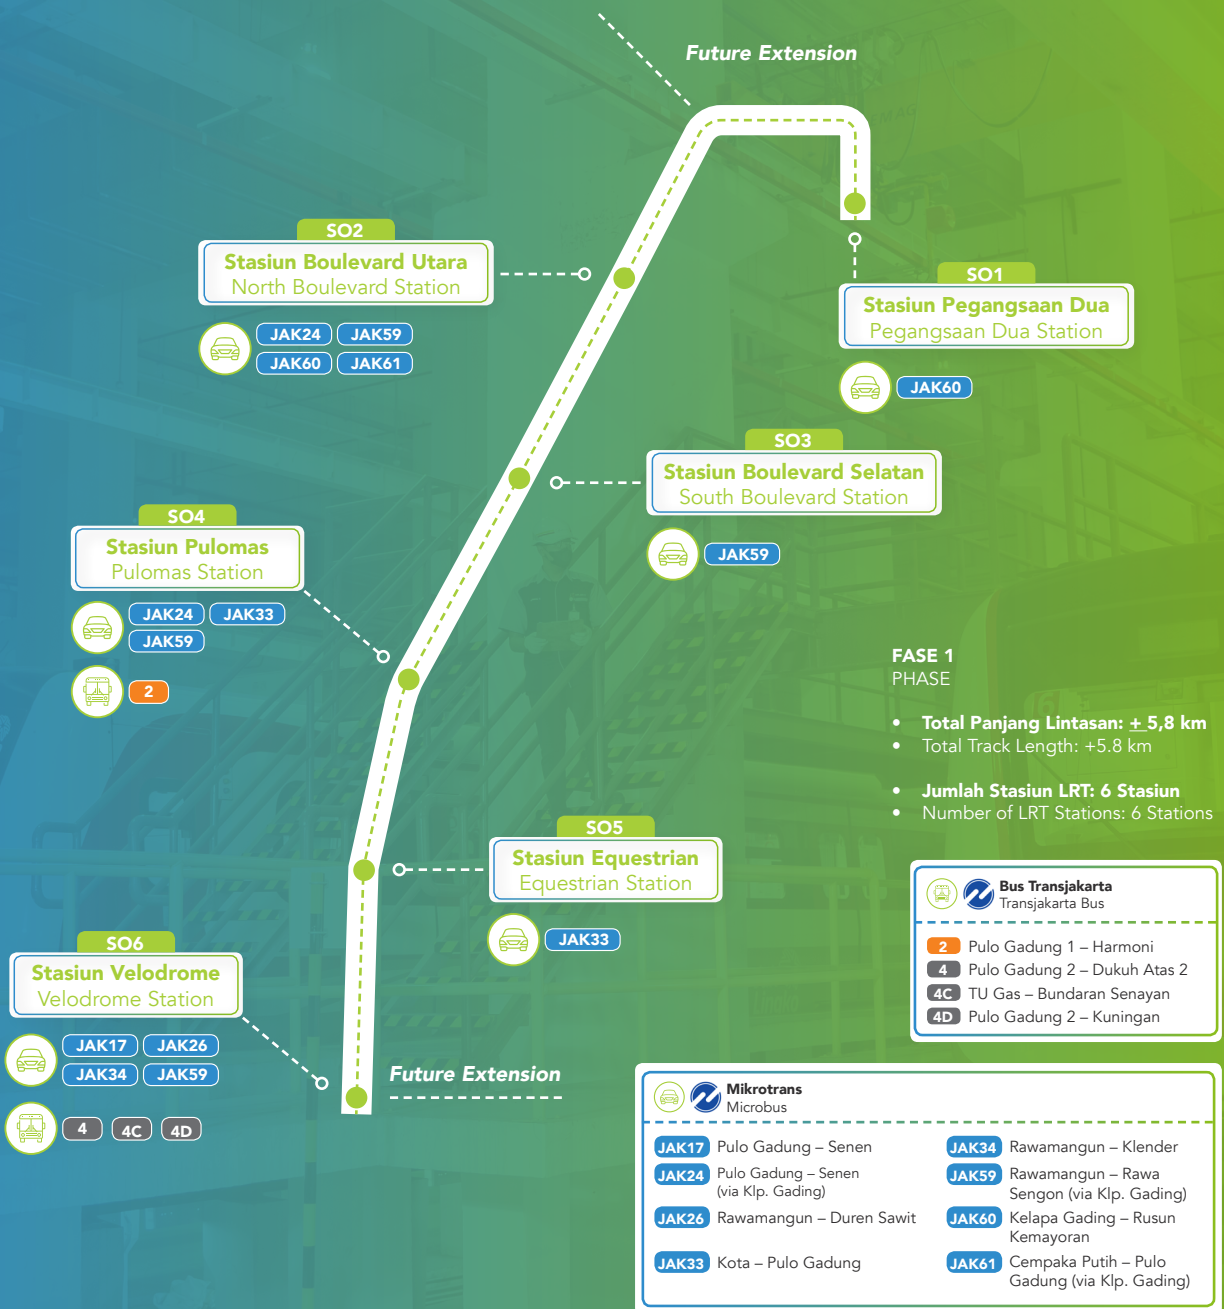 Future Extension
SO2
Stasiun Boulevard Utara
North Boulevard Station
JAK24 JAK59
JAK60 JAK61
SO1
Stasiun Pegangsaan Dua
Pegangsaan Dua Station
JAK60
SO3
Stasiun Boulevard Selatan
South Boulevard Station
JAK59
SO4
Stasiun Pulomas
Pulomas Station
JAK24 JAK33
JAK59
2
FASE 1
PHASE
• Total Panjang Lintasan: + 5,8 km
• Total Track Length: +5.8 km
• Jumlah Stasiun LRT: 6 Stasiun
• Number of LRT Stations: 6 Stations
SO5
Stasiun Equestrian
Equestrian Station
JAK33
SO6
Stasiun Velodrome
Velodrome Station
JAK17 JAK26
JAK34 JAK59
4 4C 4D
Future Extension
Bus Transjakarta
Transjakarta Bus
2 Pulo Gadung 1 – Harmoni
4 Pulo Gadung 2 – Dukuh Atas 2
4C TU Gas – Bundaran Senayan
4D Pulo Gadung 2 – Kuningan
Mikrotrans
Microbus
JAK17 Pulo Gadung – Senen
JAK24 Pulo Gadung – Senen
(via Klp. Gading)
JAK26 Rawamangun – Duren Sawit
JAK33 Kota – Pulo Gadung
JAK34 Rawamangun – Klender
JAK59 Rawamangun – Rawa
Sengon (via Klp. Gading)
JAK60 Kelapa Gading – Rusun
Kemayoran
JAK61 Cempaka Putih – Pulo
Gadung (via Klp. Gading)